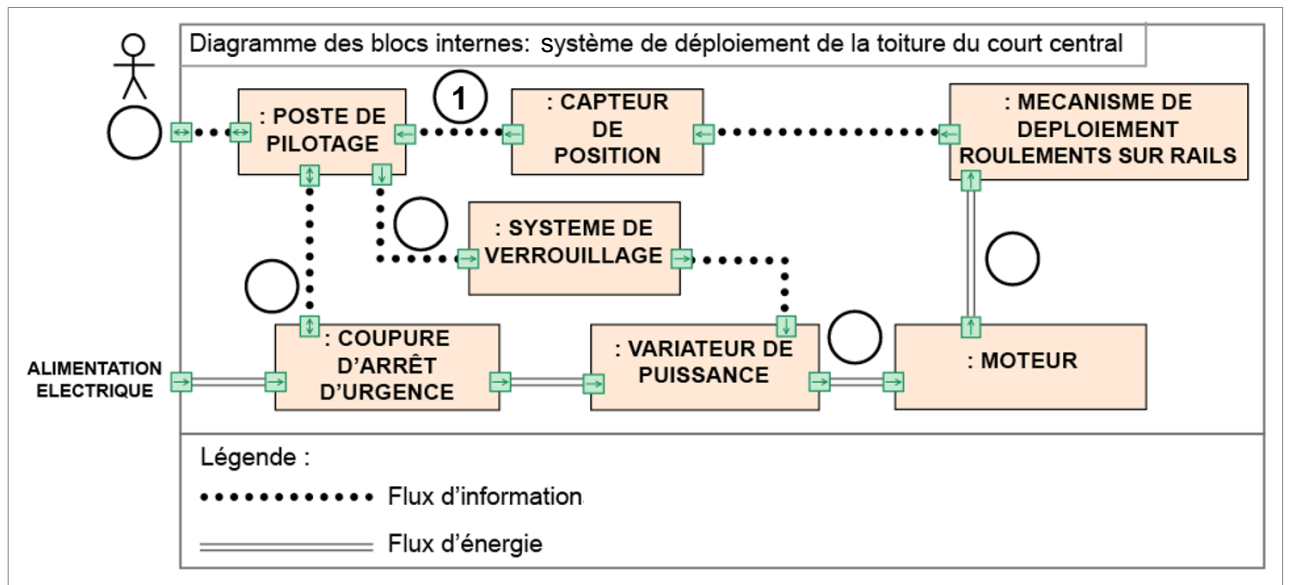 Diagramme des blocs internes: système de déploiement de la toiture du court central
1
: POSTE DE
PILOTAGE
: CAPTEUR
DE
POSITION
: MECANISME DE
DEPLOIEMENT
ROULEMENTS SUR RAILS
: SYSTEME DE
VERROUILLAGE
ALIMENTATION
ELECTRIQUE
: COUPURE
D’ARRÊT
D’URGENCE
: VARIATEUR DE
PUISSANCE
: MOTEUR
Légende :
Flux d’information
Flux d’énergie